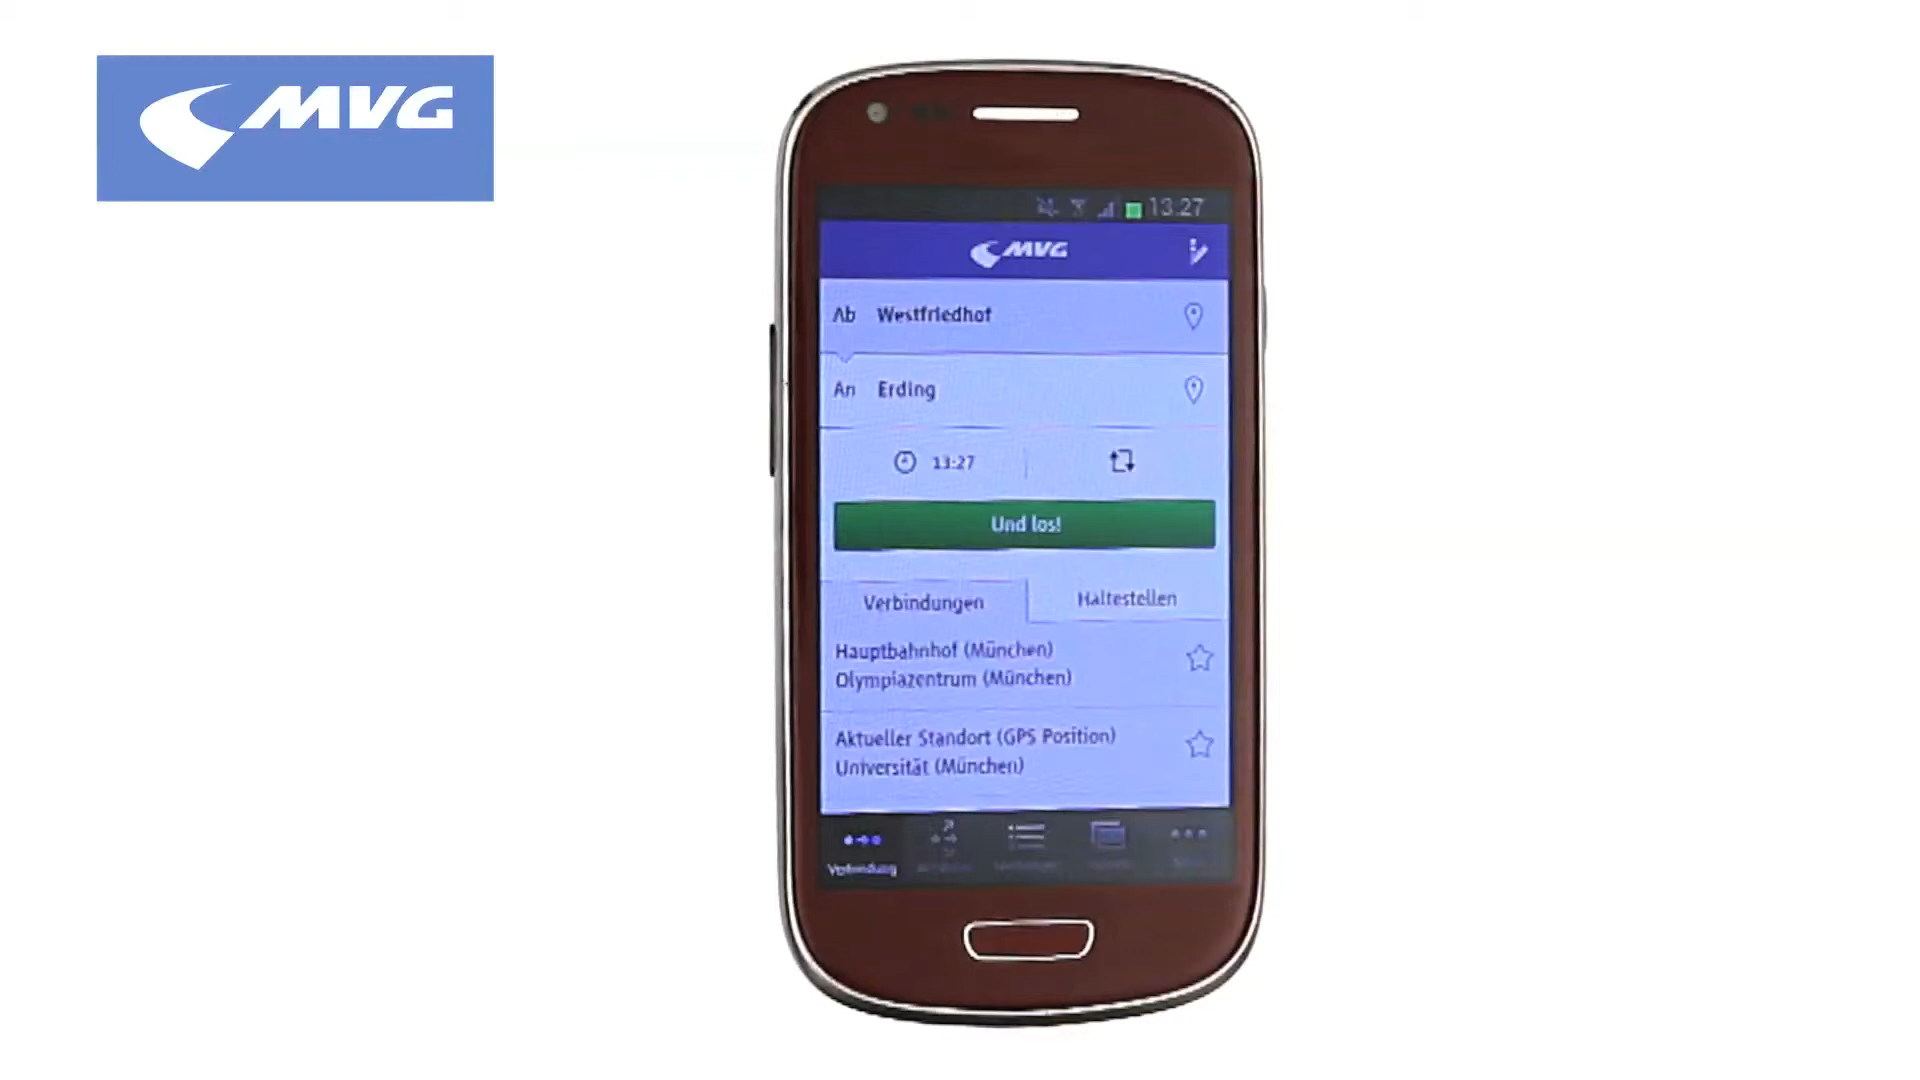 MVG
13:27
MVG
Ab Westfriedhof
An Erding
13:27
Und los!
Verbindungen Haltestellen
Hauptbahnhof (München)
Olympiazentrum (München)
Aktueller Standort (GPS Position)
Universität (München)
Verbindung